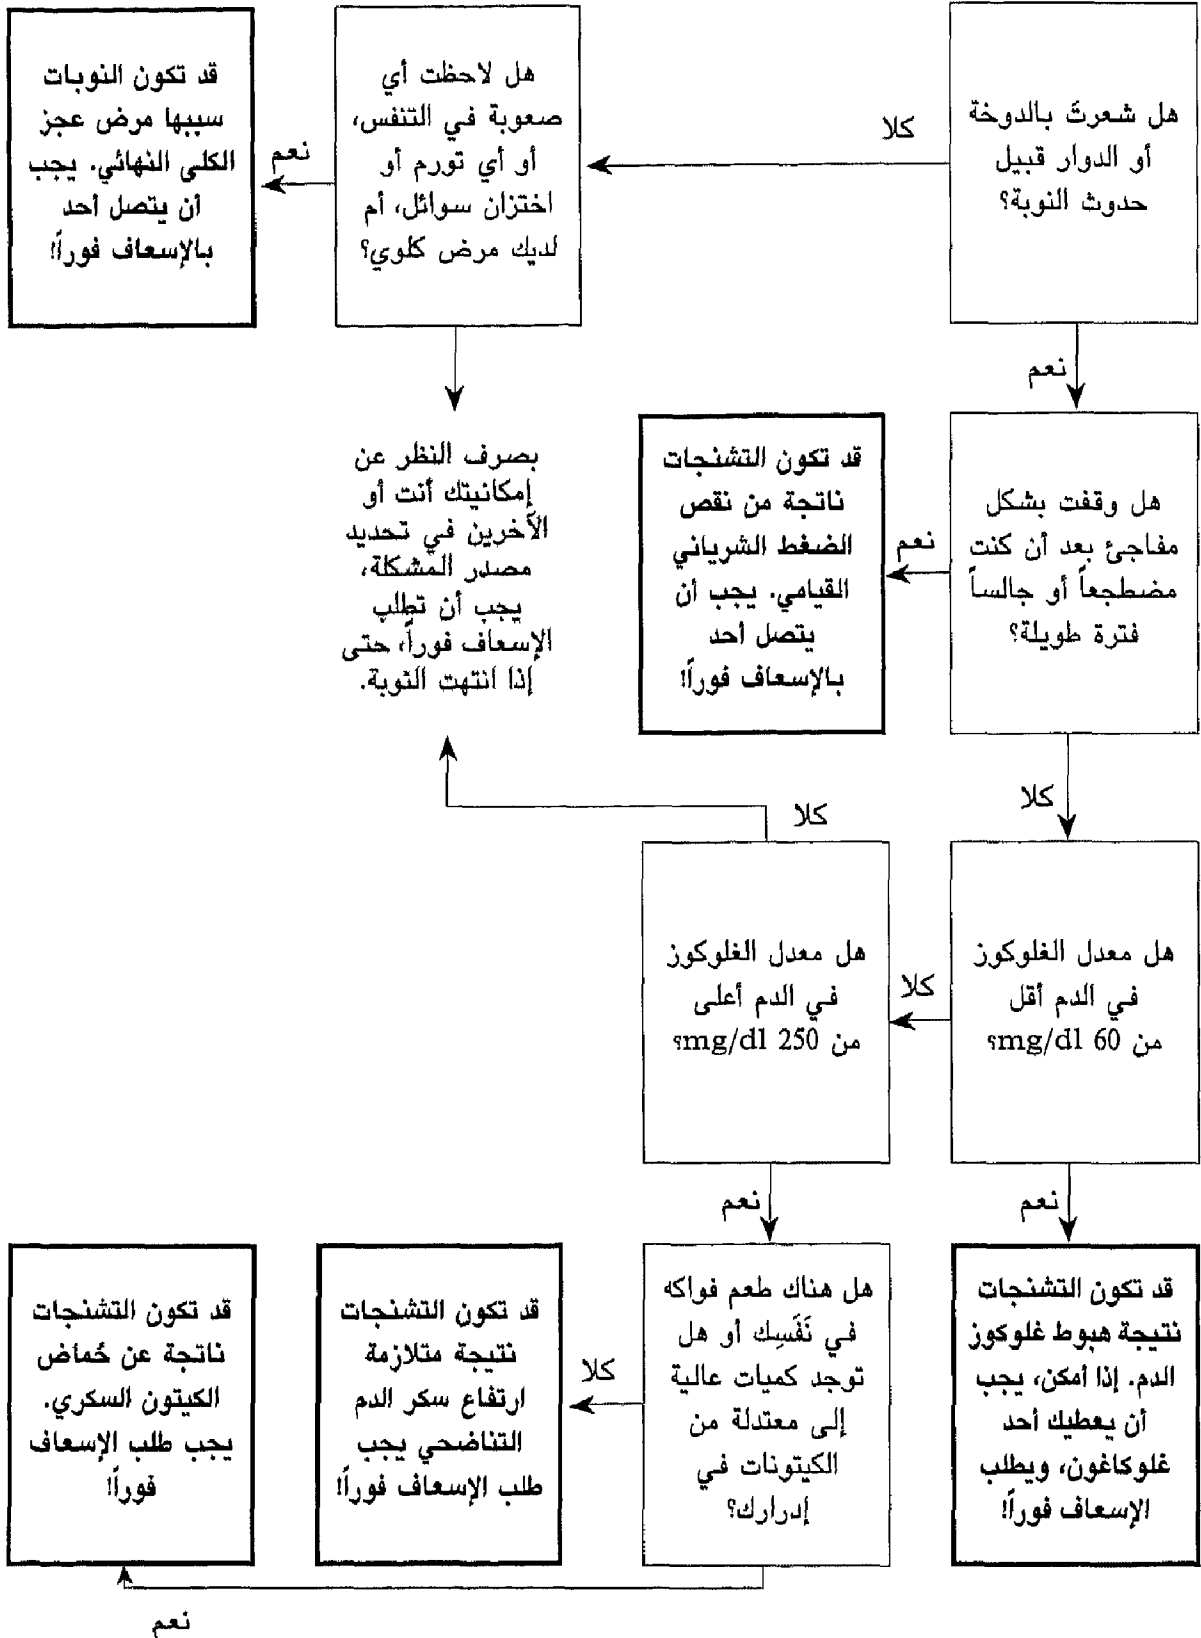 هل شعرتَ بالدوخة
أو الدوار قبيل
حدوث النوبة؟
كلا
هل لاحظت أي
صعوبة في التنفس،
أو أي تورم أو
اختزان سوائل، أم
لديك مرض كلوي؟
نعم
قد تكون النوبات
سببها مرض عجز
الكلى النهائي. يجب
أن يتصل أحد
بالإسعاف فوراً!
نعم
هل وقفت بشكل
مفاجئ بعد أن كنت
مضطجعاً أو جالساً
فترة طويلة؟
نعم
قد تكون التشنجات
ناتجة من نقص
الضغط الشرياني
القيامي. يجب أن
يتصل أحد
بالإسعاف فوراً!
بصرف النظر عن
إمكانيتك أنت أو
الآخرين في تحديد
مصدر المشكلة،
يجب أن تطلب
الإسعاف فوراً، حتى
إذا انتهت النوبة.
كلا
كلا
هل معدل الغلوكوز
في الدم أقل
من 60 mg/dl؟
كلا
هل معدل الغلوكوز
في الدم أعلى
من 250 mg/dl؟
نعم
نعم
قد تكون التشنجات
نتيجة هبوط غلوكوز
الدم. إذا أمكن، يجب
أن يعطيك أحد
غلوكاغون، ويطلب
الإسعاف فوراً!
هل هناك طعم فواكه
في نَفَسِك أو هل
توجد كميات عالية
إلى معتدلة من
الكيتونات في
إدرارك؟
كلا
قد تكون التشنجات
نتيجة متلازمة
ارتفاع سكر الدم
التناضحي يجب
طلب الإسعاف فوراً!
قد تكون التشنجات
ناتجة عن حُماض
الكيتون السكري.
يجب طلب الإسعاف
فوراً!
نعم